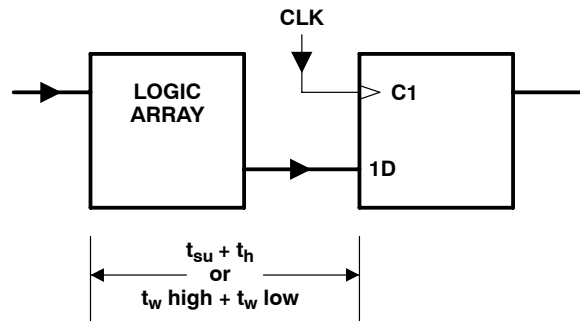 CLK
LOGIC
ARRAY
C1
1D
tsu + th
or
tw high + tw low